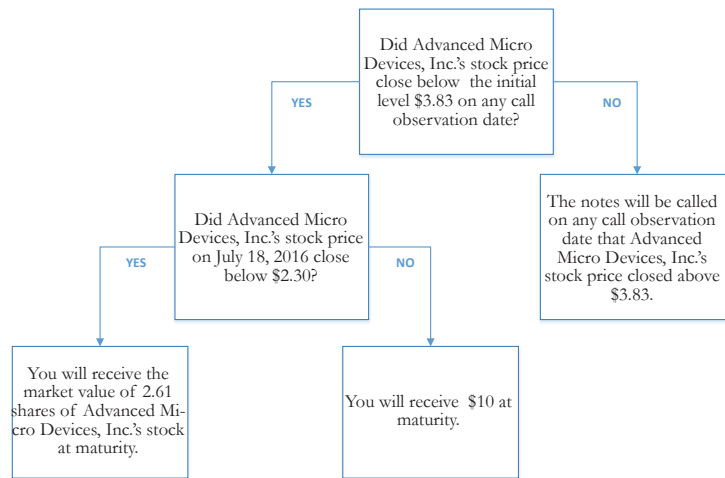 Did Advanced Micro
Devices, Inc.'s stock price
close below the initial
level $3.83 on any call
observation date?
YES
NO
Did Advanced Micro
Devices, Inc.'s stock price
on July 18, 2016 close
below $2.30?
The notes will be called
on any call observation
date that Advanced
Micro Devices, Inc.'s
stock price closed above
$3.83.
YES
NO
You will receive the
market value of 2.61
shares of Advanced Mi-
cro Devices, Inc.'s stock
at maturity.
You will receive $10 at
maturity.